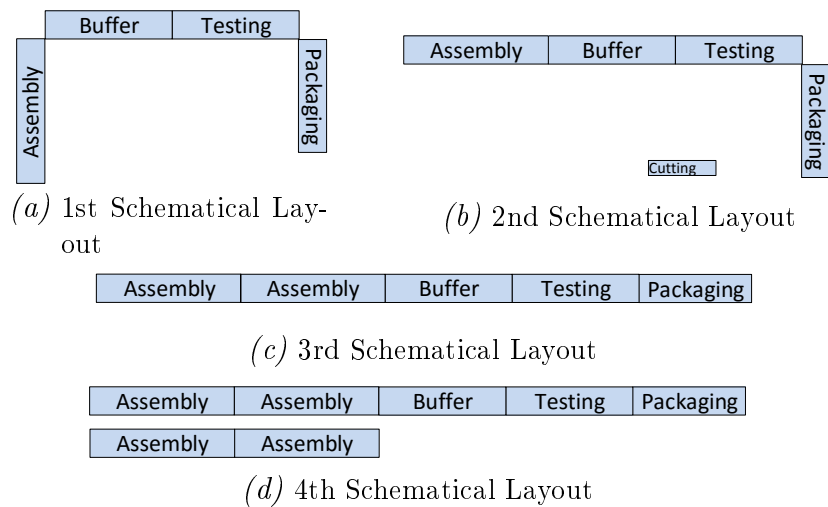 Buffer Testing
Assembly
Packaging
(a) 1st Schematical Lay-
out
Assembly Buffer Testing
Packaging
Cutting
(b) 2nd Schematical Layout
Assembly Assembly Buffer Testing Packaging
(c) 3rd Schematical Layout
Assembly Assembly Buffer Testing Packaging
Assembly Assembly
(d) 4th Schematical Layout